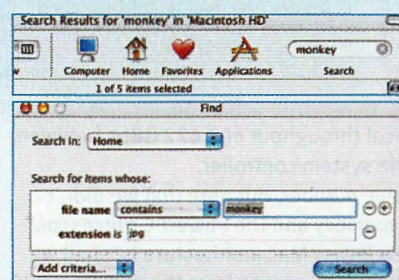 Search Results for 'monkey' in 'Macintosh HD'
monkey
Computer Home Favorites Applications Search
1 of 5 items selected
Find
Search in: Home
Search for items whose:
file name contains monkey
extension is jpg
Add criteria... Search